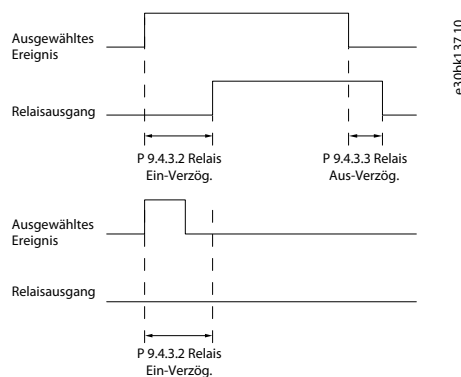 Ausgewähltes
Ereignis
Relaisausgang
P 9.4.3.2 Relais
Ein-Verzög.
P 9.4.3.3 Relais
Aus-Verzög.
Ausgewähltes
Ereignis
Relaisausgang
P 9.4.3.2 Relais
Ein-Verzög.
e30bk137.10